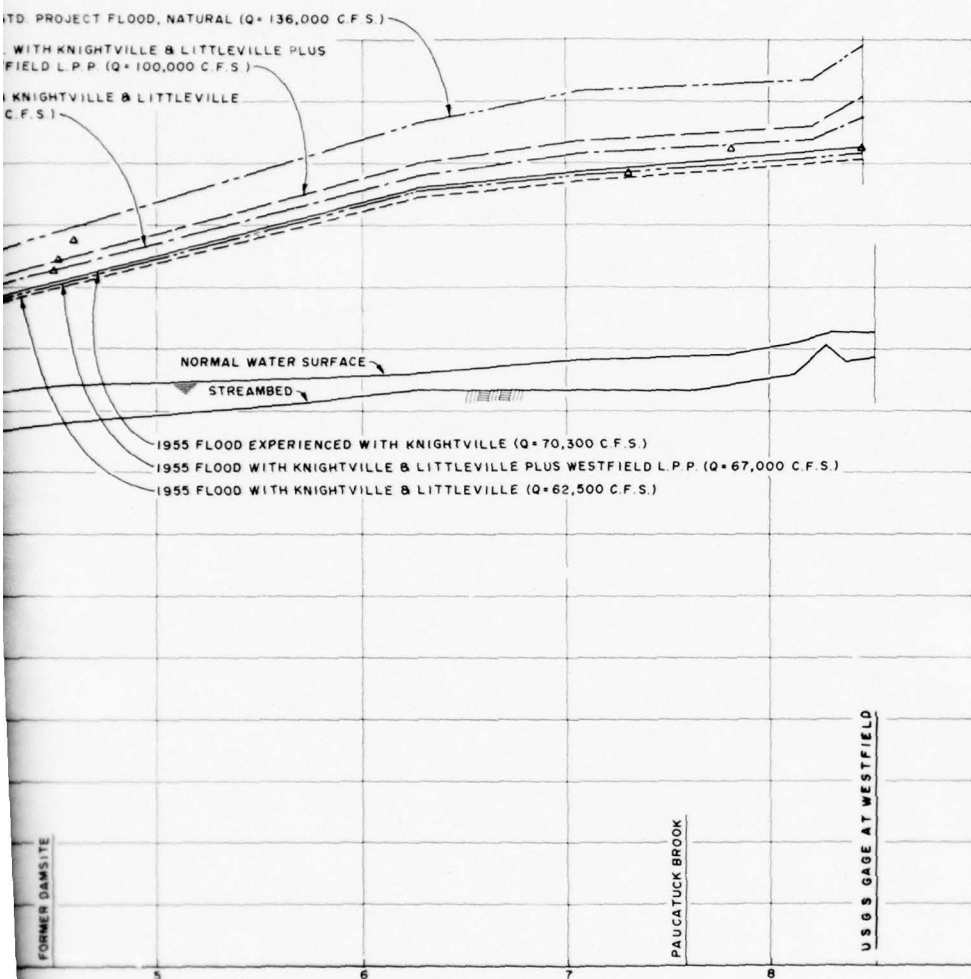 TD. PROJECT FLOOD, NATURAL (Q = 136,000 C.F.S.)
. WITH KNIGHTVILLE & LITTLEVILLE PLUS
FIELD L.P.P. (Q = 100,000 C.F.S.)
KNIGHTVILLE & LITTLEVILLE
C.F.S.)
NORMAL WATER SURFACE
STREAMBED
1955 FLOOD EXPERIENCED WITH KNIGHTVILLE (Q = 70,300 C.F.S.)
1955 FLOOD WITH KNIGHTVILLE & LITTLEVILLE PLUS WESTFIELD L.P.P. (Q = 67,000 C.F.S.)
1955 FLOOD WITH KNIGHTVILLE & LITTLEVILLE (Q = 62,500 C.F.S.)
FORMER DAMSITE
PAUCATUCK BROOK
USGS GAGE AT WESTFIELD
5 6 7 8